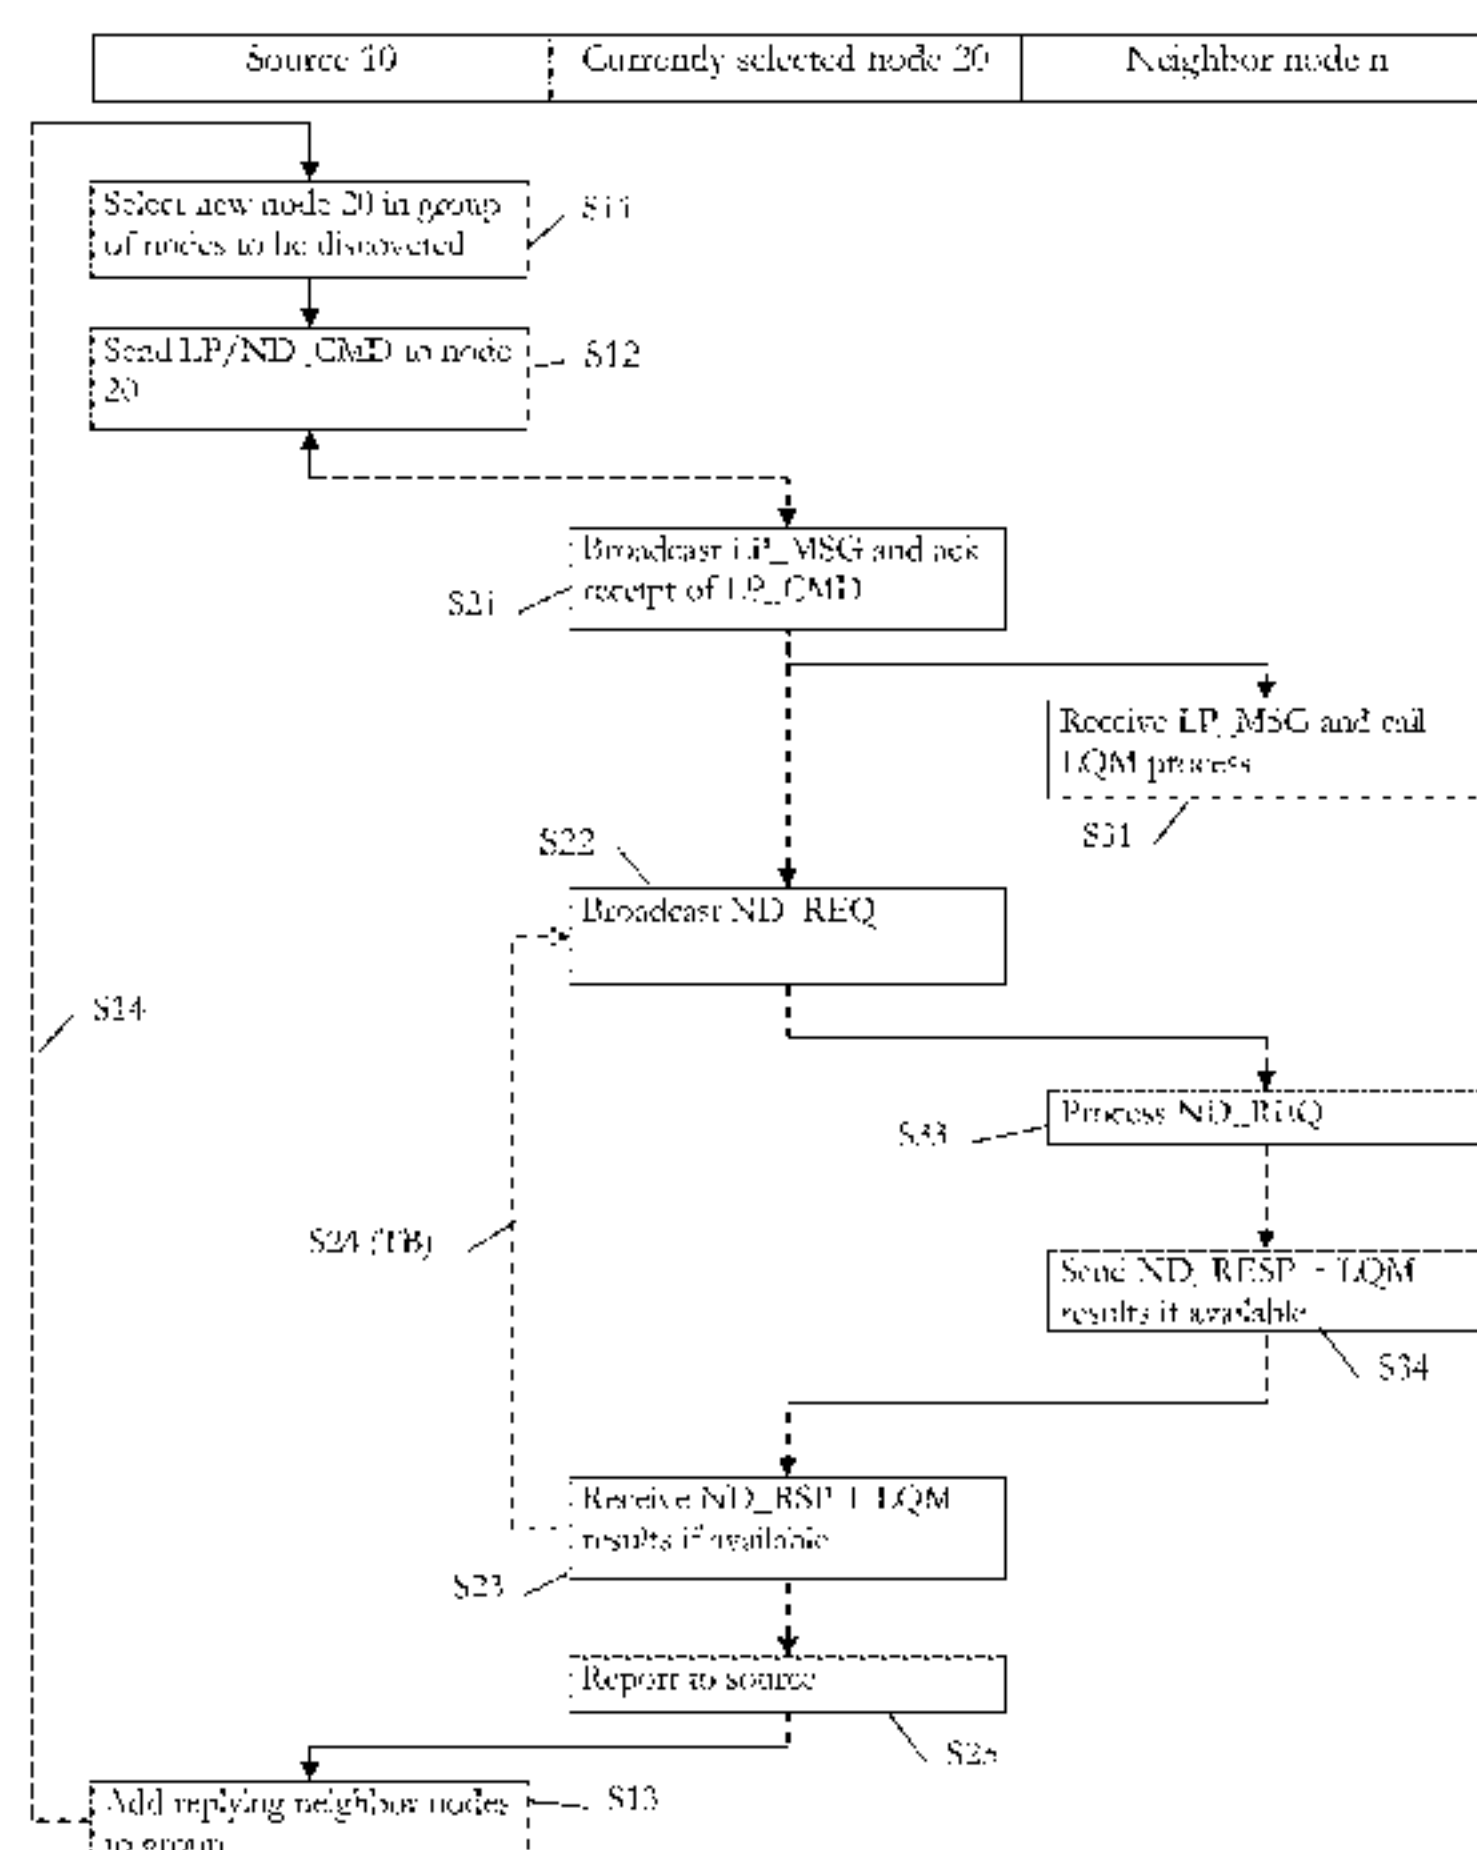 Source 10
Currently selected node 20
Neighbor node n
Select new node 20 in group
of nodes to be discovered
S11
Send LP/ND_CMD to node
20
S12
Broadcast LP_MSG and ack
receipt of LP_CMD
S21
Receive LP_MSG and call
LQM process
S31
S22
Broadcast ND_REQ
S14
Process ND_REQ
S33
S24 (TB)
Send ND_RESP + LQM
results if available
S34
Receive ND_RSP + LQM
results if available
S23
Report to source
S25
Add replying neighbor nodes
to group
S13